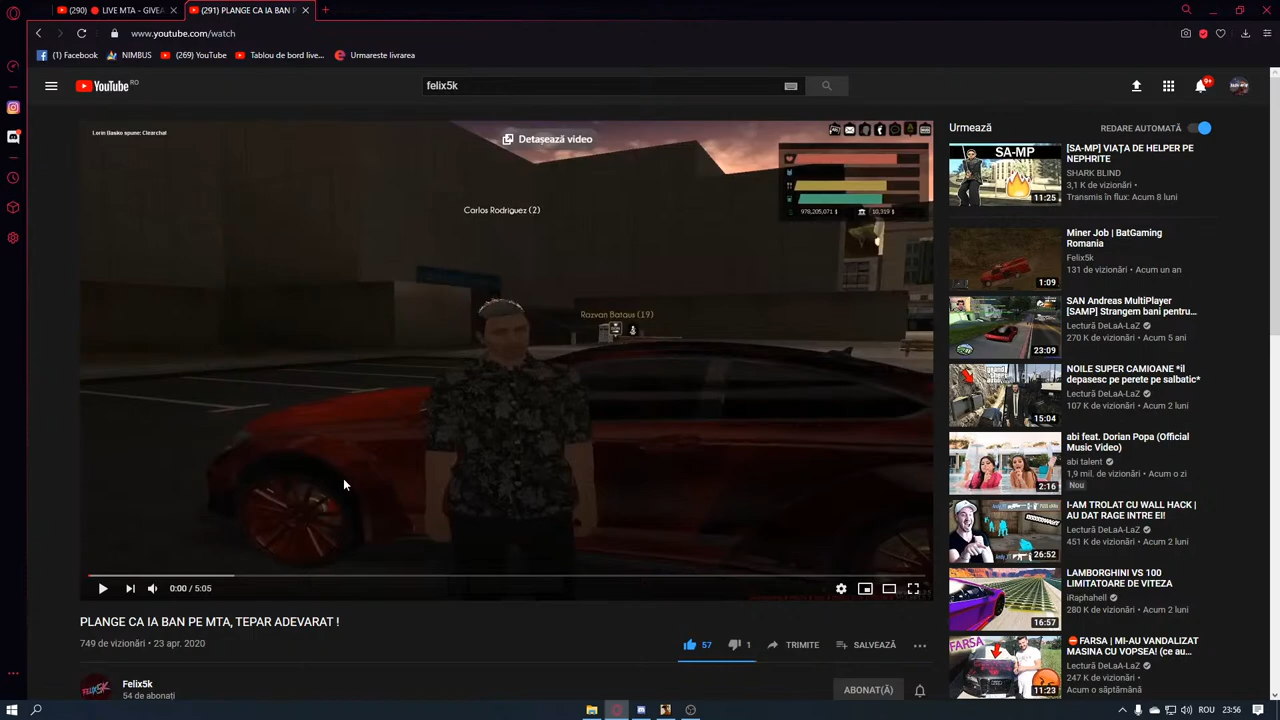 (290) 🔴 LIVE MTA - GIVEA
(291) PLANGE CA IA BAN P
www.youtube.com/watch
(1) Facebook
NIMBUS
(269) YouTube
Tablou de bord live...
Urmareste livrarea
YouTube RO
felix5k
9+
Lorin Basko spune: Clearchat
Detașează video
Carlos Rodriguez (2)
978,205,071 $
10,319 $
Razvan Bataus (19)
0:00 / 5:05
PLANGE CA IA BAN PE MTA, TEPAR ADEVARAT !
749 de vizionări • 23 apr. 2020
57
1
TRIMITE
SALVEAZĂ
FELIX5K
Felix5k
54 de abonați
ABONAT(Ă)
Urmează
REDARE AUTOMATĂ
SA-MP
11:25
[SA-MP] VIAȚA DE HELPER PE
NEPHRITE
SHARK BLIND
3,1 K de vizionări •
Transmis în flux: Acum 8 luni
1:09
Miner Job | BatGaming
Romania
Felix5k
131 de vizionări • Acum un an
23:09
SAN Andreas MultiPlayer
[SAMP] Strangem bani pentru...
Lectură DeLaA-LaZ
270 K de vizionări • Acum 5 ani
15:04
NOILE SUPER CAMIOANE *il
depasesc pe perete pe salbatic*
Lectură DeLaA-LaZ
107 K de vizionări • Acum 2 luni
2:16
abi feat. Dorian Popa (Official
Music Video)
abi talent
1,9 mil. de vizionări • Acum o zi
Nou
26:52
I-AM TROLAT CU WALL HACK |
AU DAT RAGE INTRE EI!
Lectură DeLaA-LaZ
451 K de vizionări • Acum 2 luni
16:57
LAMBORGHINI VS 100
LIMITATOARE DE VITEZA
iRaphahell
280 K de vizionări • Acum 2 luni
FARSA
11:23
⛔ FARSA | MI-AU VANDALIZAT
MASINA CU VOPSEA! (ce au...
Lectură DeLaA-LaZ
247 K de vizionări •
Acum o săptămână
ROU
23:56